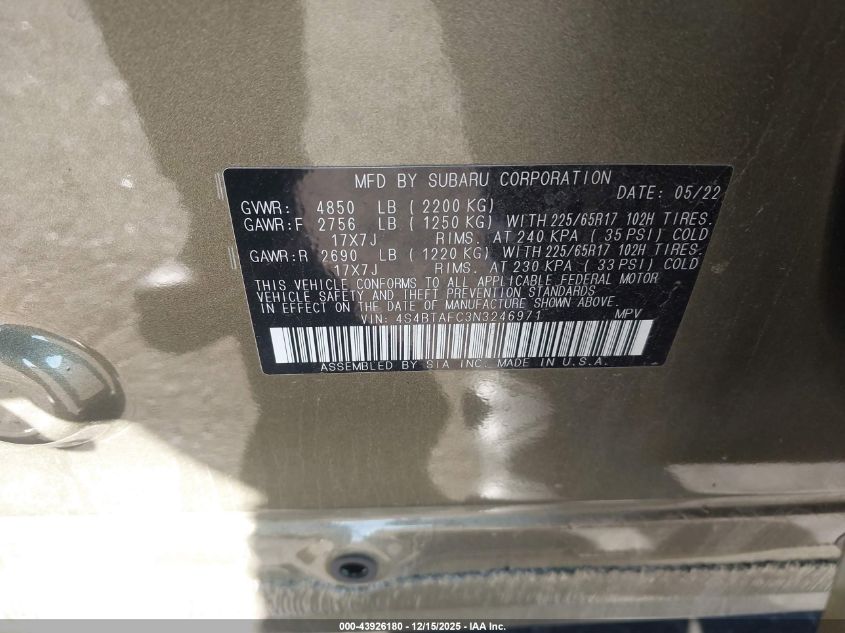 MFD BY SUBARU CORPORATION
DATE: 05/22
GVWR: 4850 LB (2200 KG)
GAWR:F 2756 LB (1250 KG) WITH 225/65R17 102H TIRES.
17X7J RIMS. AT 240 KPA (35 PSI) COLD
GAWR:R 2690 LB (1220 KG) WITH 225/65R17 102H TIRES.
17X7J RIMS. AT 230 KPA (33 PSI) COLD
THIS VEHICLE CONFORMS TO ALL APPLICABLE FEDERAL MOTOR
VEHICLE SAFETY AND THEFT PREVENTION STANDARDS
IN EFFECT ON THE DATE OF MANUFACTURE SHOWN ABOVE.
VIN: 4S4BTAFC3N3246971 MPV
ASSEMBLED BY SIA INC. MADE IN U.S.A.
000-43926180 - 12/15/2025 - IAA Inc.